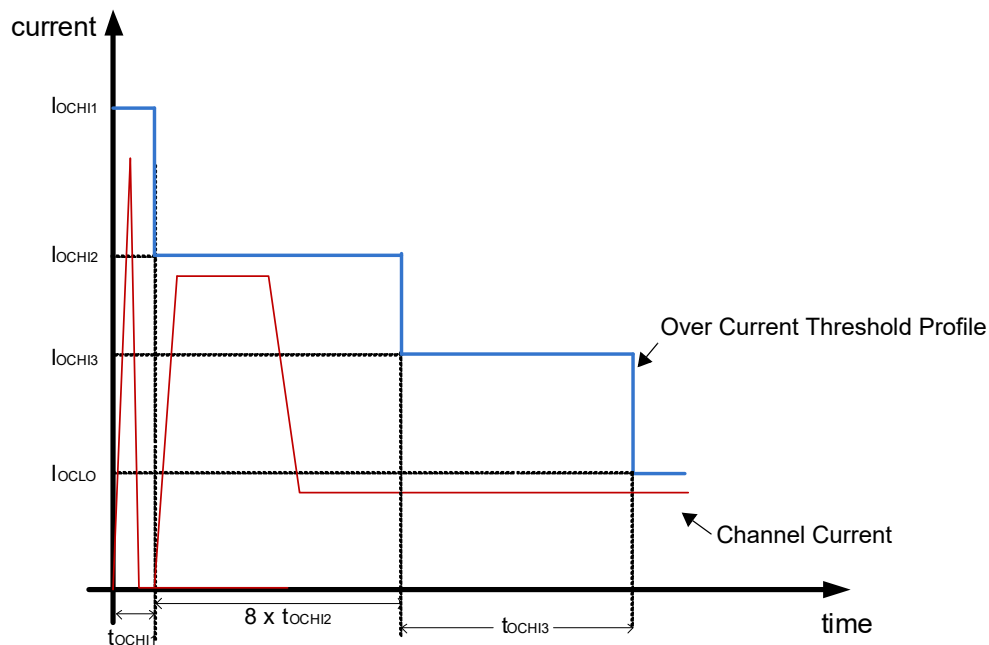 current
IOCHI1
IOCHI2
IOCHI3
IOCLO
Over Current Threshold Profile
Channel Current
tOCHI1
8 x tOCHI2
tOCHI3
time